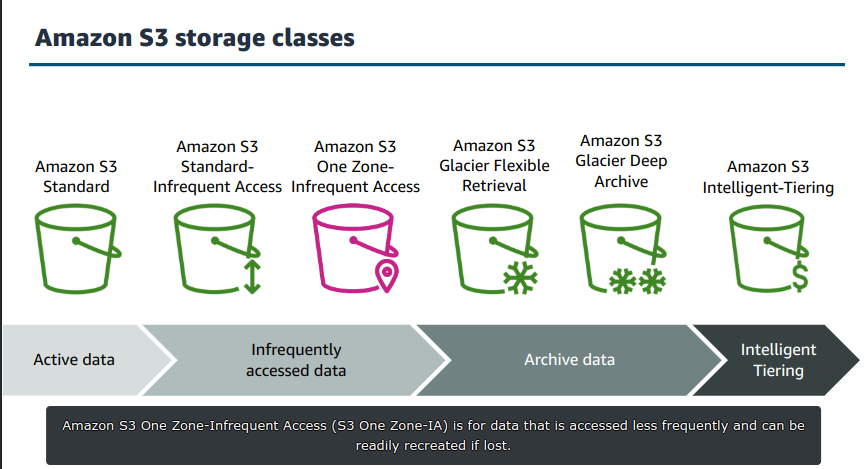 Amazon S3 storage classes
Amazon S3
Standard
Amazon S3
Standard-
Infrequent Access
Amazon S3
One Zone-
Infrequent Access
Amazon S3
Glacier Flexible
Retrieval
Amazon S3
Glacier Deep
Archive
Amazon S3
Intelligent-Tiering
$
Active data
Infrequently
accessed data
Archive data
Intelligent
Tiering
Amazon S3 One Zone-Infrequent Access (S3 One Zone-IA) is for data that is accessed less frequently and can be
readily recreated if lost.